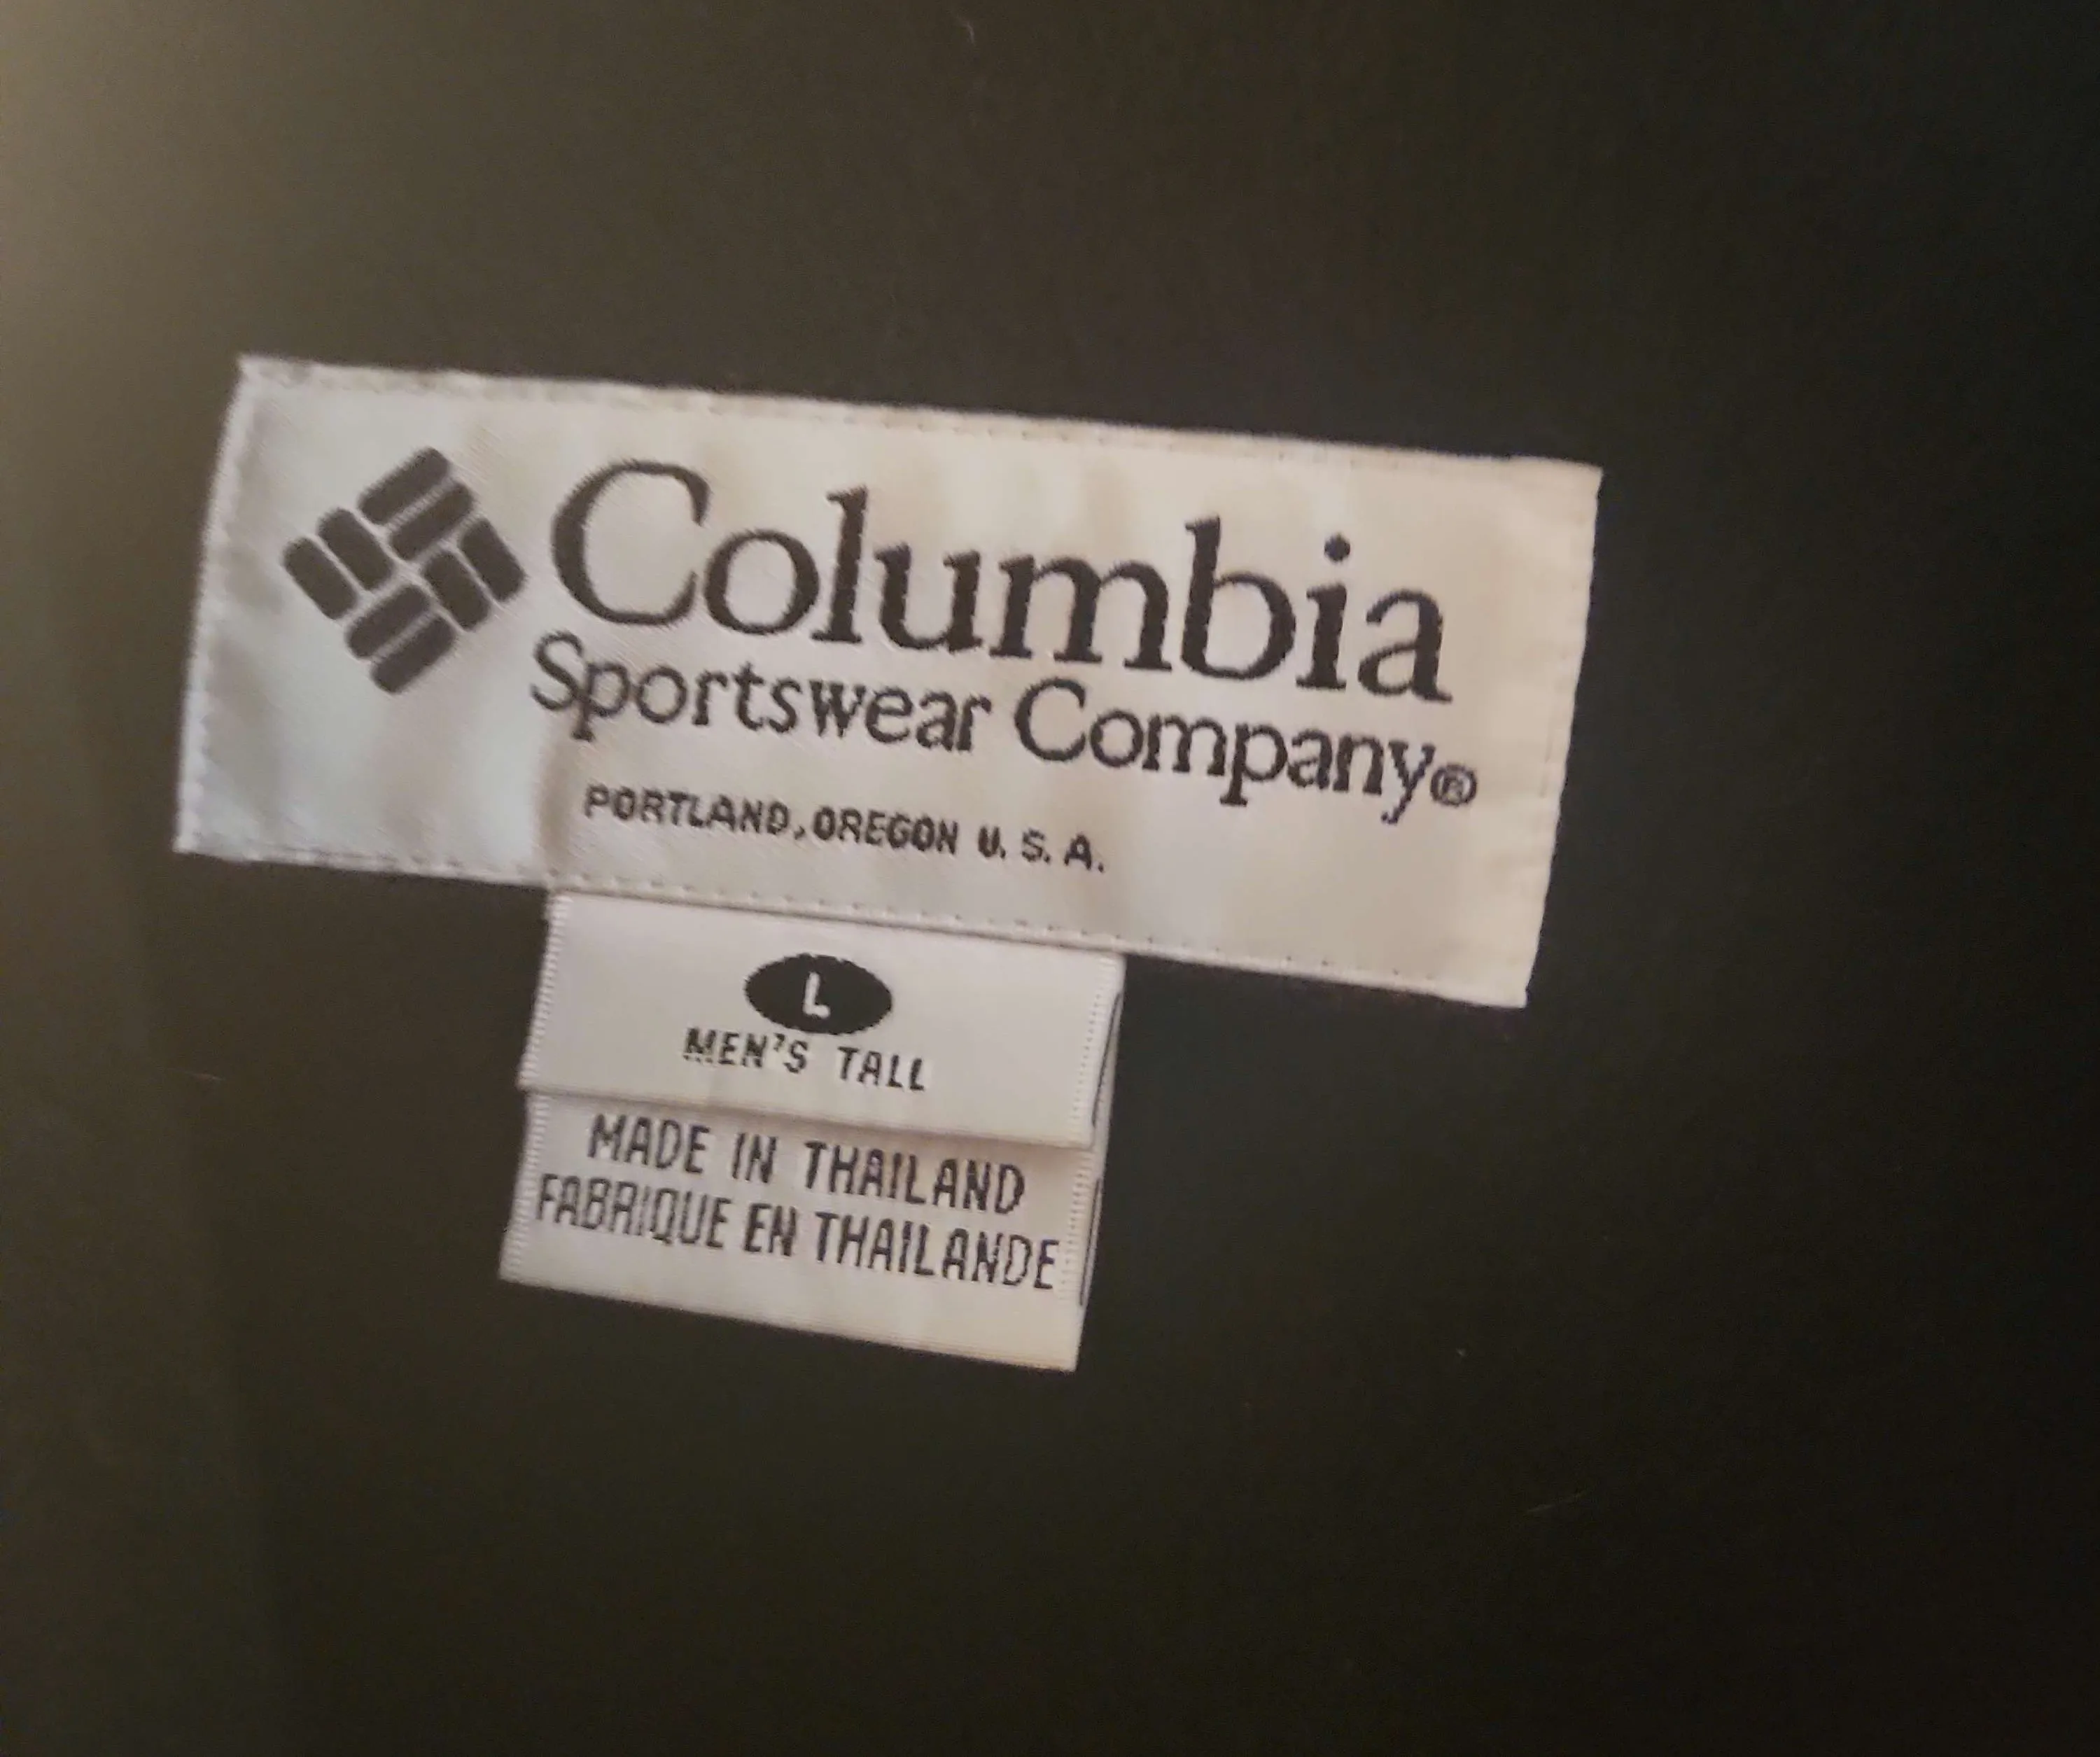 Columbia
Sportswear Company®
PORTLAND, OREGON U.S.A.
L
MEN'S TALL
MADE IN THAILAND
FABRIQUE EN THAILANDE